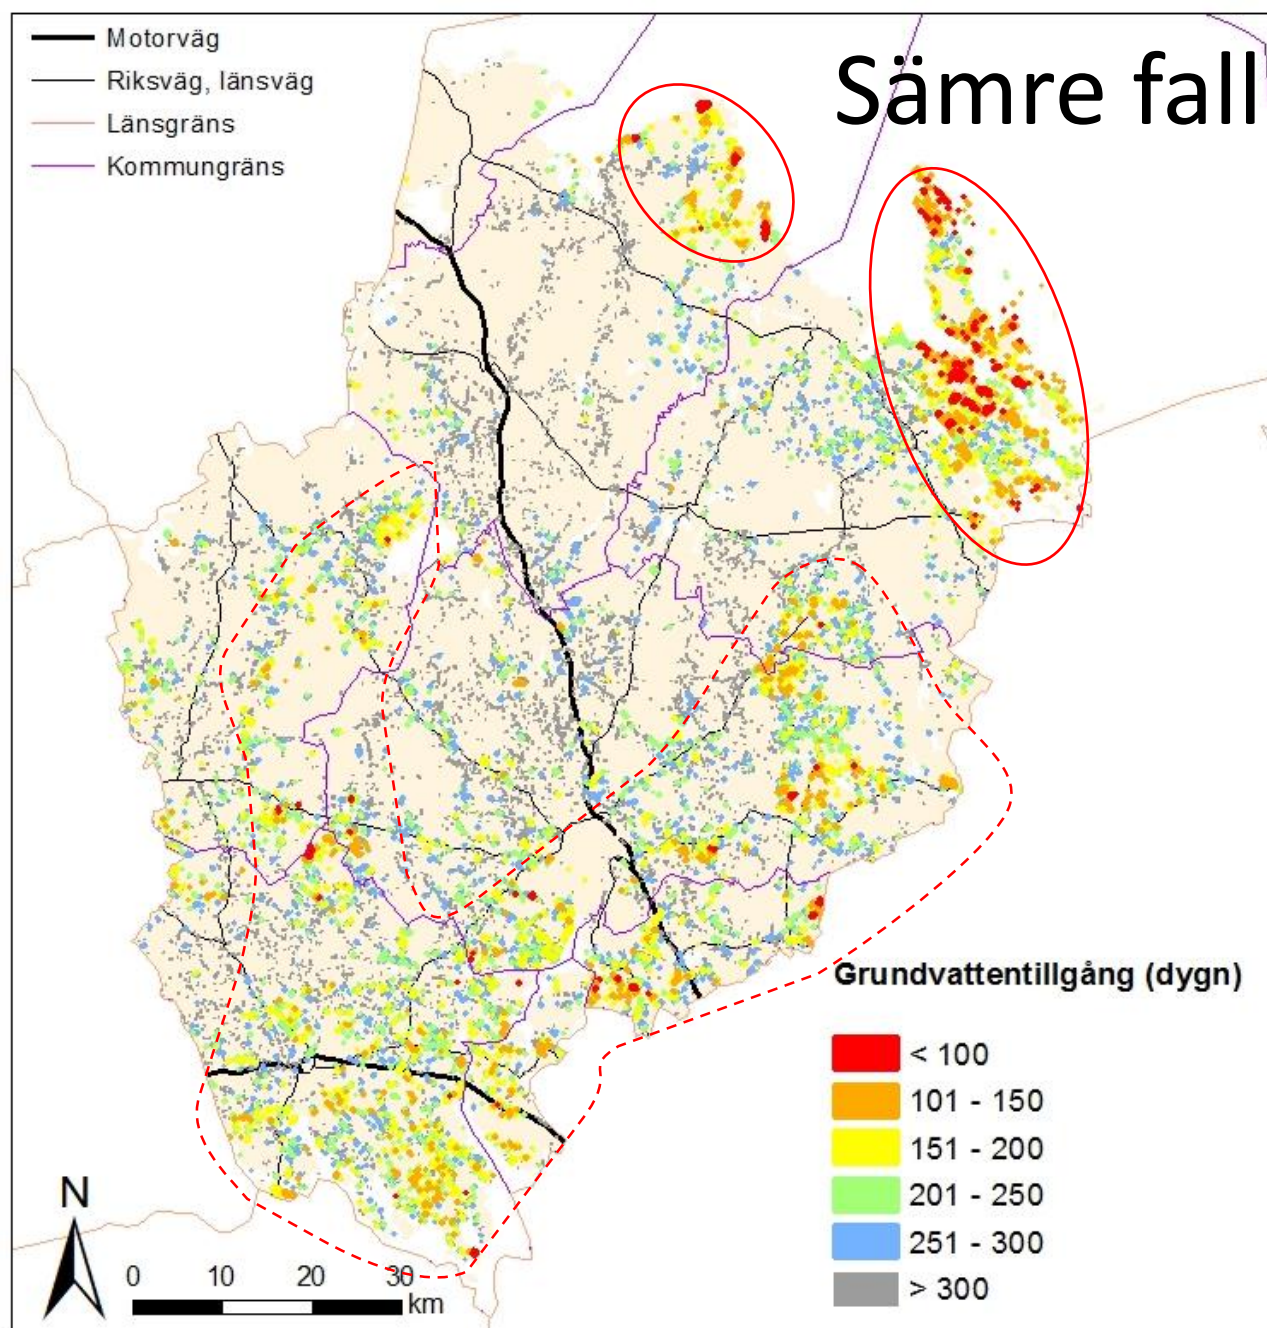 Motorväg
Riksväg, länsväg
Länsgräns
Kommungräns
Sämre fall
Grundvattentillgång (dygn)
< 100
101 - 150
151 - 200
201 - 250
251 - 300
> 300
N
0 10 20 30
km